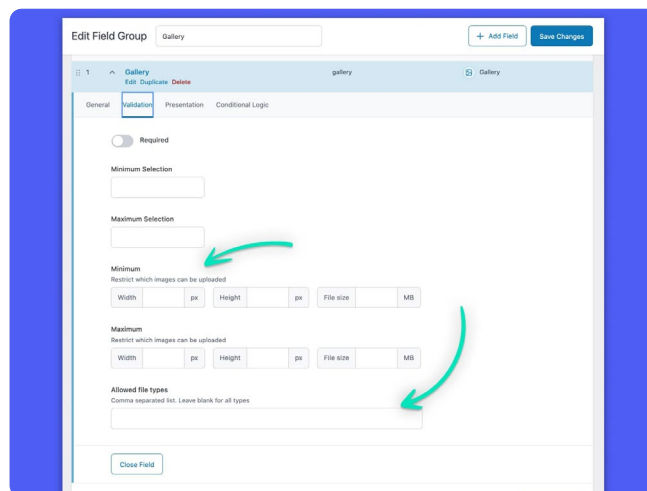 Edit Field Group
Gallery
+ Add Field
Save Changes
1
Gallery
gallery
Gallery
Edit Duplicate Delete
General Validation Presentation Conditional Logic
Required
Minimum Selection
Maximum Selection
Minimum
Restrict which images can be uploaded
Width px Height px File size MB
Maximum
Restrict which images can be uploaded
Width px Height px File size MB
Allowed file types
Comma separated list. Leave blank for all types
Close Field